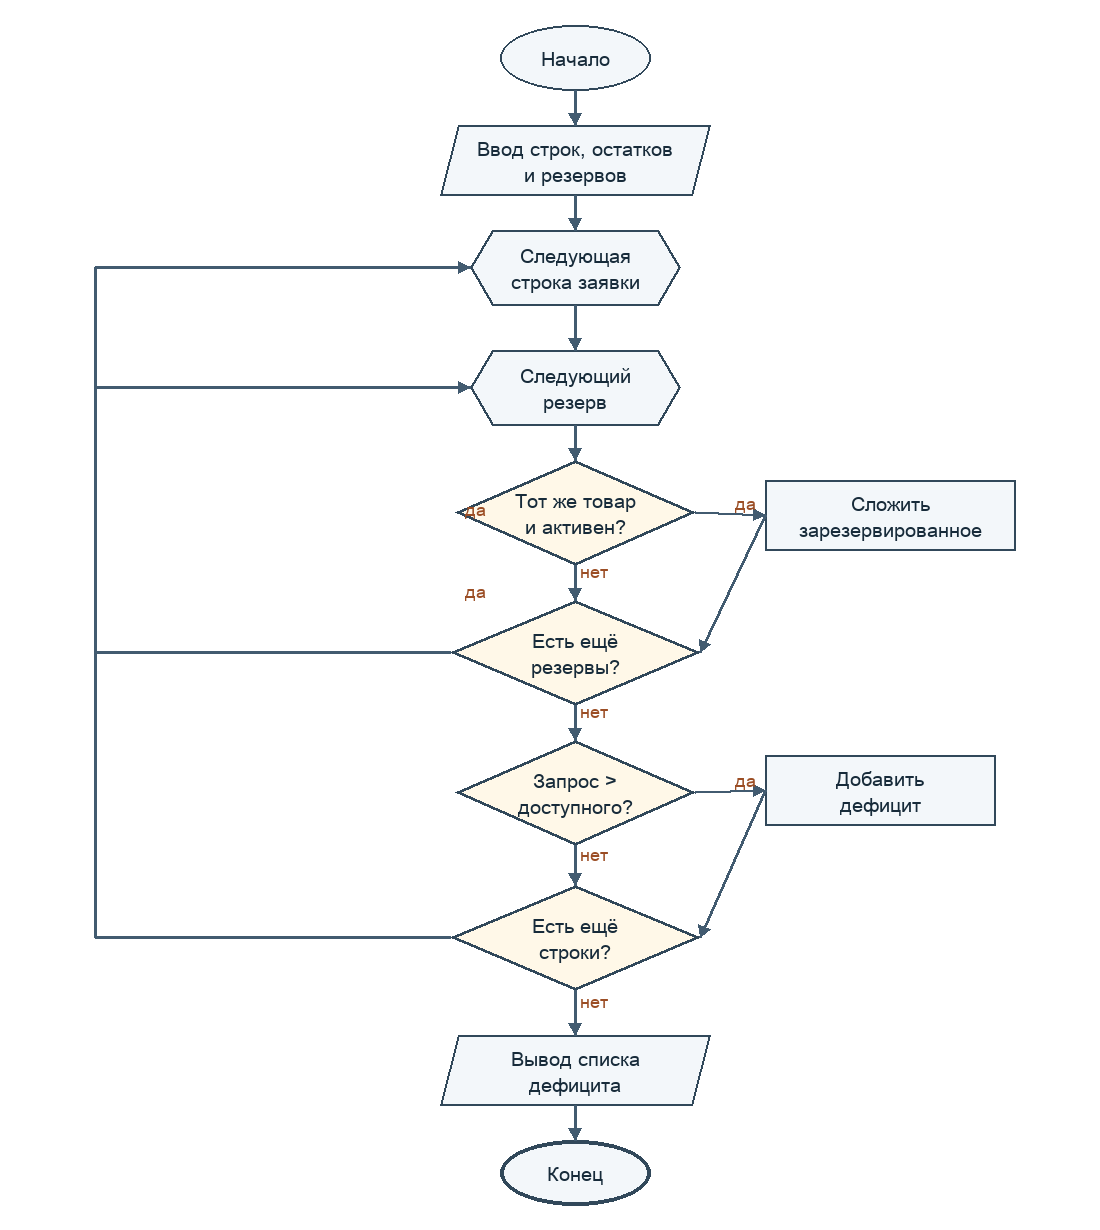 Начало
Ввод строк, остатков
и резервов
Следующая
строка заявки
Следующий
резерв
Тот же товар
и активен?
да
да
Сложить
зарезервированное
нет
да
Есть ещё
резервы?
нет
Запрос >
доступного?
да
Добавить
дефицит
нет
Есть ещё
строки?
нет
Вывод списка
дефицита
Конец